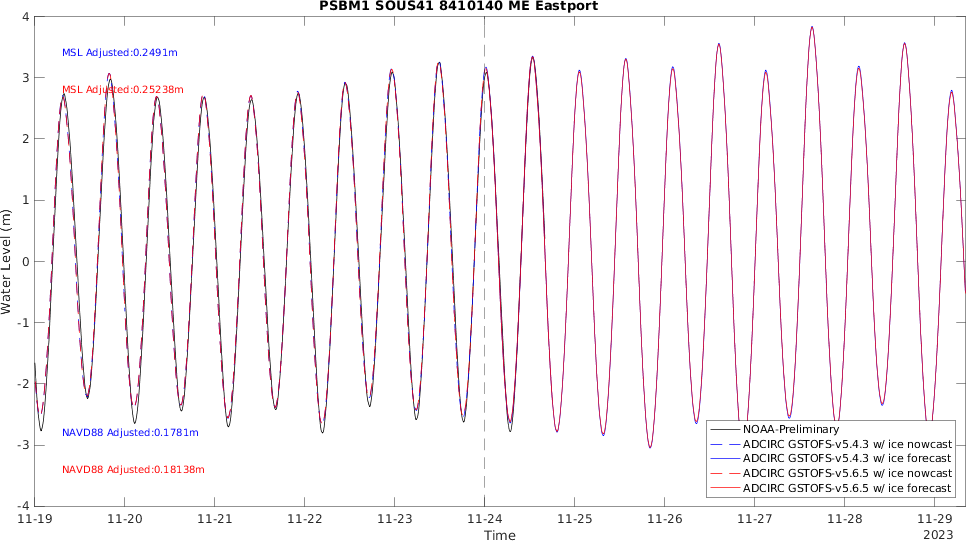 PSBM1 SOUS41 8410140 ME Eastport
4
3
2
1
0
-1
-2
-3
-4
Water Level (m)
MSL Adjusted:0.2491m
MSL Adjusted:0.25238m
NAVD88 Adjusted:0.1781m
NAVD88 Adjusted:0.18138m
NOAA-Preliminary
ADCIRC GSTOFS-v5.4.3 w/ ice nowcast
ADCIRC GSTOFS-v5.4.3 w/ ice forecast
ADCIRC GSTOFS-v5.6.5 w/ ice nowcast
ADCIRC GSTOFS-v5.6.5 w/ ice forecast
11-19 11-20 11-21 11-22 11-23 11-24 11-25 11-26 11-27 11-28 11-29
Time
2023